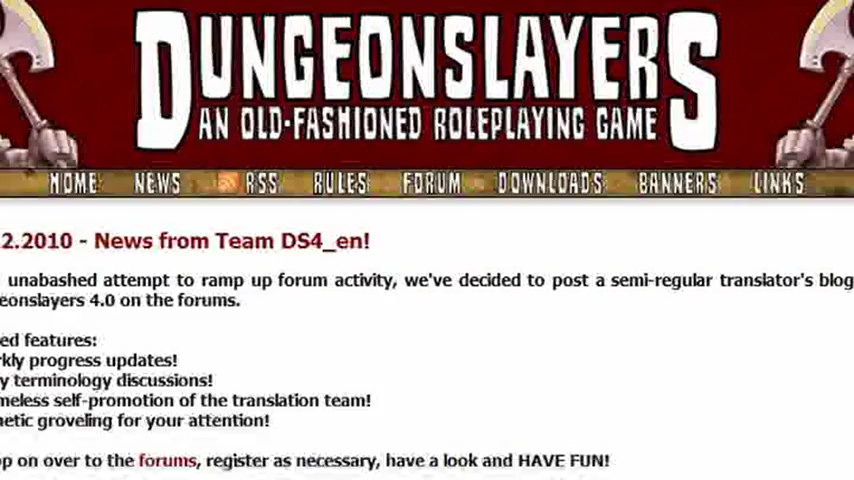 DUNGEONSLAYERS
AN OLD-FASHIONED ROLEPLAYING GAME
HOME NEWS RSS RULES FORUM DOWNLOADS BANNERS LINKS
2.2010 - News from Team DS4_en!
unabashed attempt to ramp up forum activity, we've decided to post a semi-regular translator's blog
eonslayers 4.0 on the forums.
ed features:
kly progress updates!
y terminology discussions!
meless self-promotion of the translation team!
etic groveling for your attention!
op on over to the forums, register as necessary, have a look and HAVE FUN!